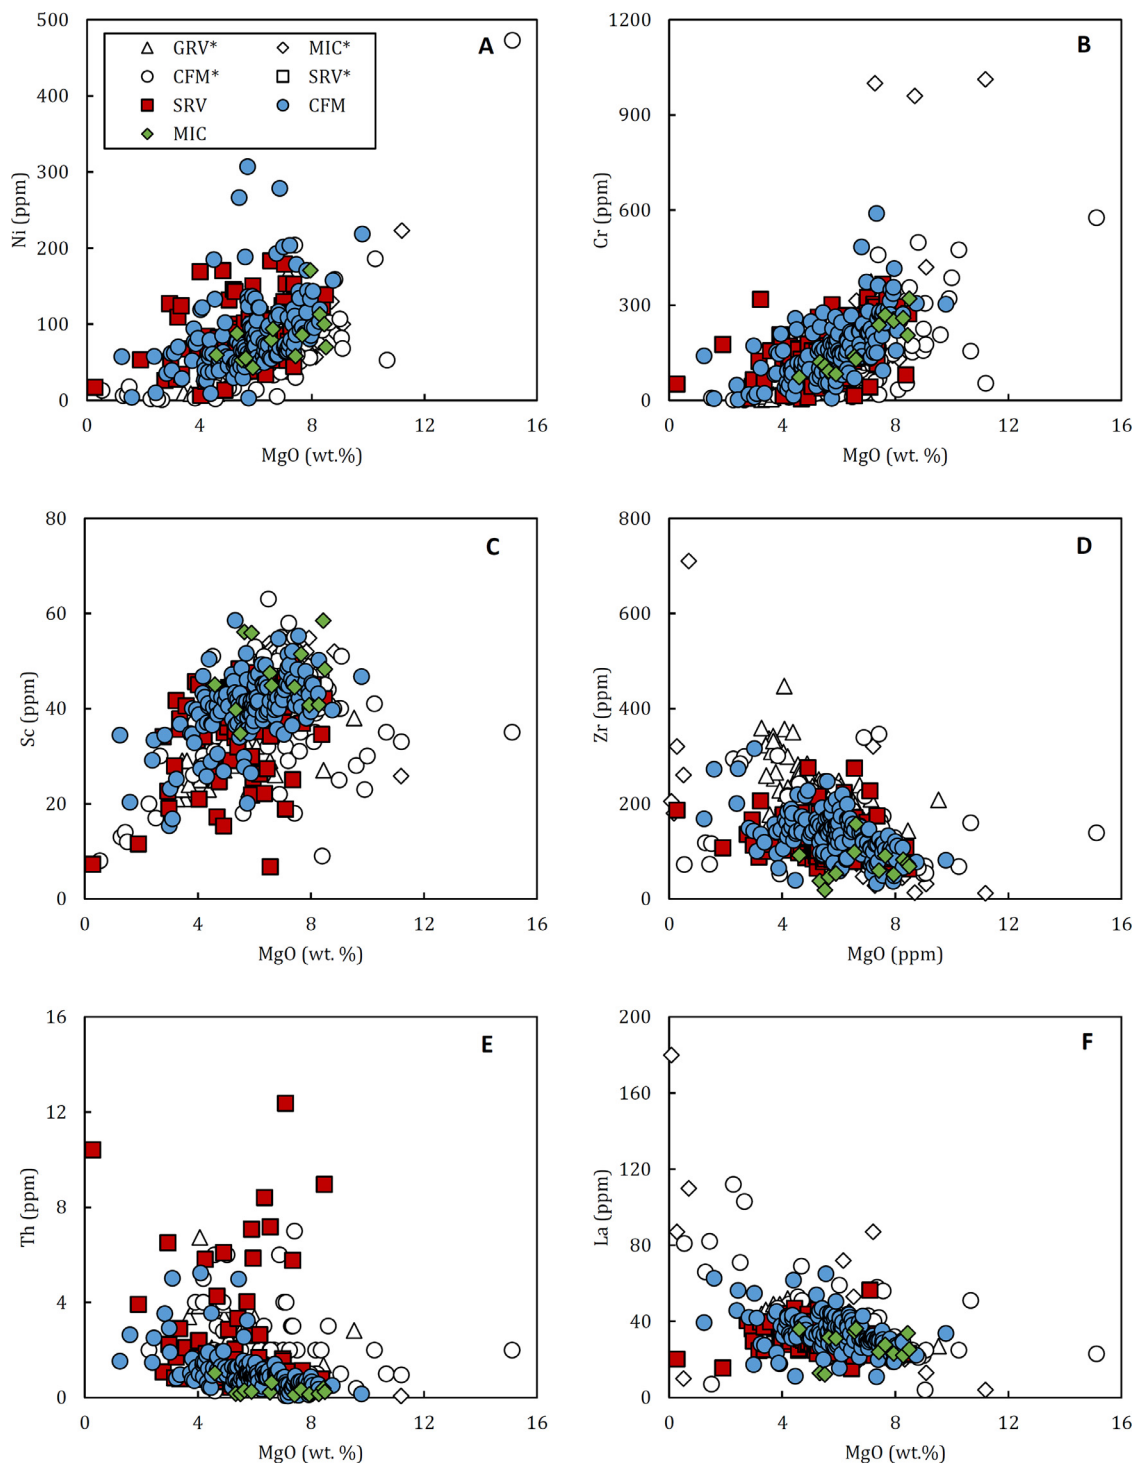 500
A
GRV* MIC*
CFM* SRV*
SRV CFM
MIC
400
300
200
100
0
Ni (ppm)
0 4 8 12 16
MgO (wt.%)
1200
B
900
600
300
0
Cr (ppm)
0 4 8 12 16
MgO (wt. %)
80
C
60
40
20
0
Sc (ppm)
0 4 8 12 16
MgO (wt. %)
800
D
600
400
200
0
Zr (ppm)
0 4 8 12 16
MgO (ppm)
16
E
12
8
4
0
Th (ppm)
0 4 8 12 16
MgO (wt. %)
200
F
160
120
80
40
0
La (ppm)
0 4 8 12 16
MgO (wt.%)